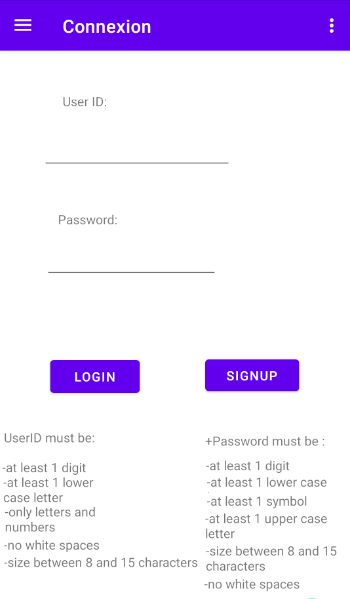 Connexion
User ID:
Password:
LOGIN
SIGNUP
UserID must be:
-at least 1 digit
-at least 1 lower
case letter
-only letters and
numbers
-no white spaces
-size between 8 and 15 characters
+Password must be :
-at least 1 digit
-at least 1 lower case
-at least 1 symbol
-at least 1 upper case
letter
-size between 8 and 15
characters
-no white spaces